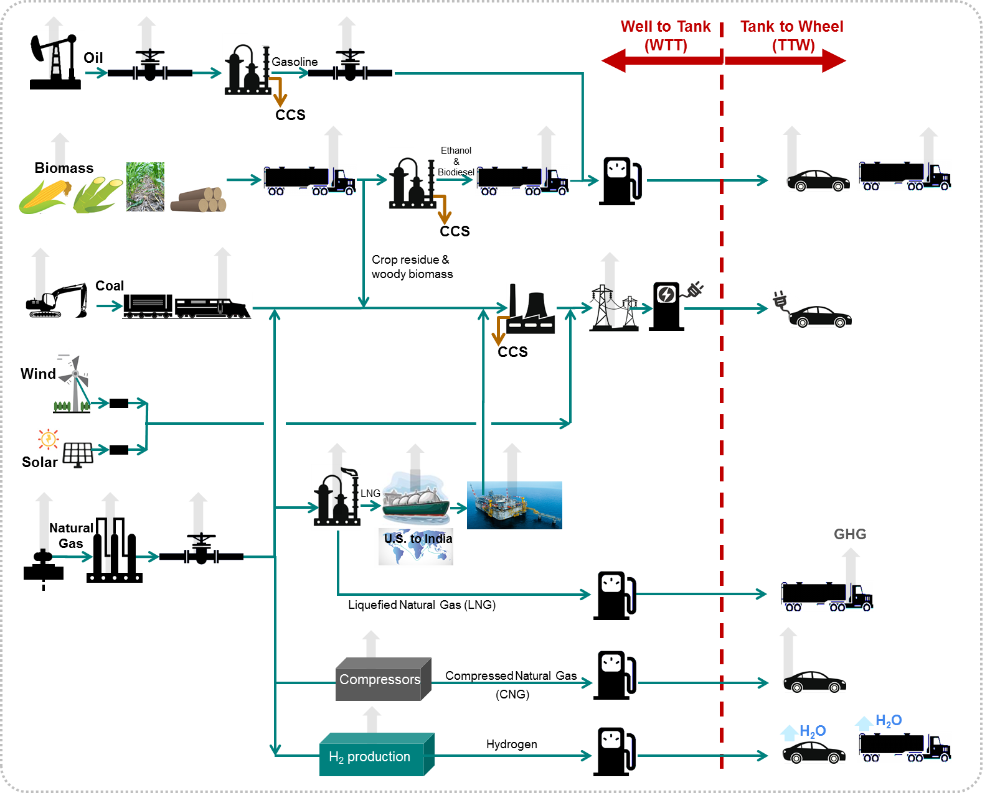 Well to Tank
(WTT)
Tank to Wheel
(TTW)
Oil
Gasoline
CCS
Biomass
Ethanol
&
Biodiesel
CCS
Crop residue &
woody biomass
Coal
CCS
Wind
Solar
LNG
Natural
Gas
U.S. to India
GHG
Liquefied Natural Gas (LNG)
Compressors
Compressed Natural Gas
(CNG)
H₂O
H₂O
H₂ production
Hydrogen